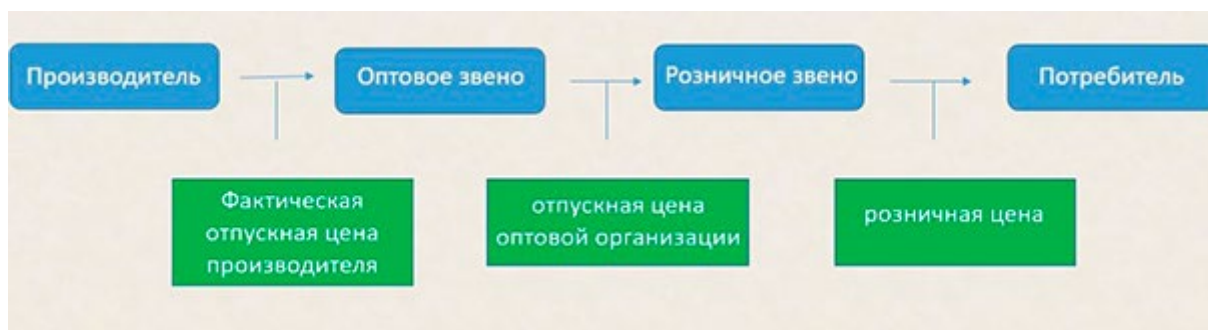 Производитель
Оптовое звено
Розничное звено
Потребитель
Фактическая
отпускная цена
производителя
отпускная цена
оптовой организации
розничная цена